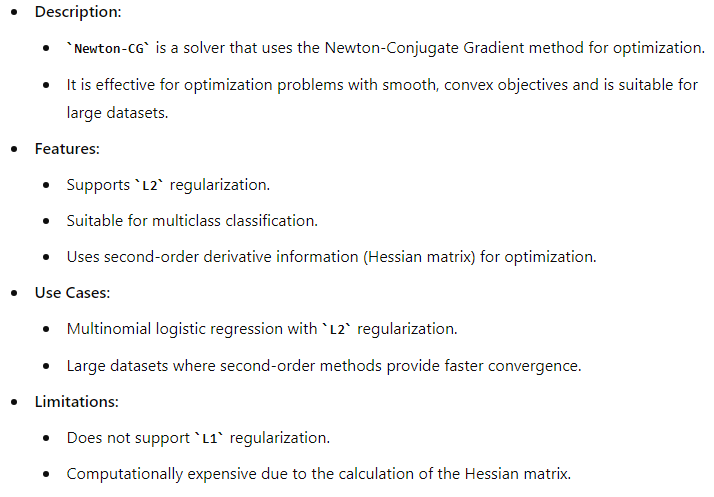 Description:
`Newton-CG` is a solver that uses the Newton-Conjugate Gradient method for optimization.
It is effective for optimization problems with smooth, convex objectives and is suitable for
large datasets.
Features:
Supports `L2` regularization.
Suitable for multiclass classification.
Uses second-order derivative information (Hessian matrix) for optimization.
Use Cases:
Multinomial logistic regression with `L2` regularization.
Large datasets where second-order methods provide faster convergence.
Limitations:
Does not support `L1` regularization.
Computationally expensive due to the calculation of the Hessian matrix.